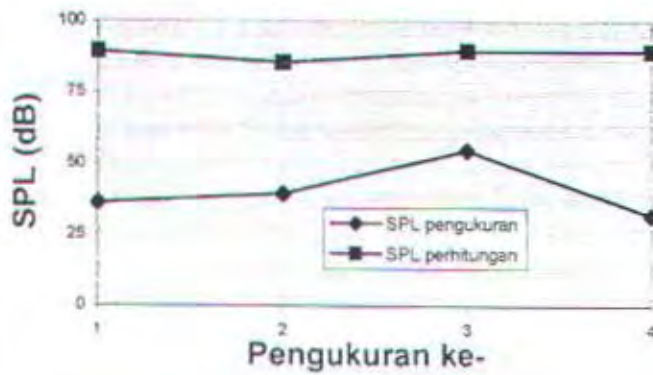 100
75
50
25
0
SPL (dB)
SPL pengukuran
SPL perhitungan
1 2 3 4
Pengukuran ke-